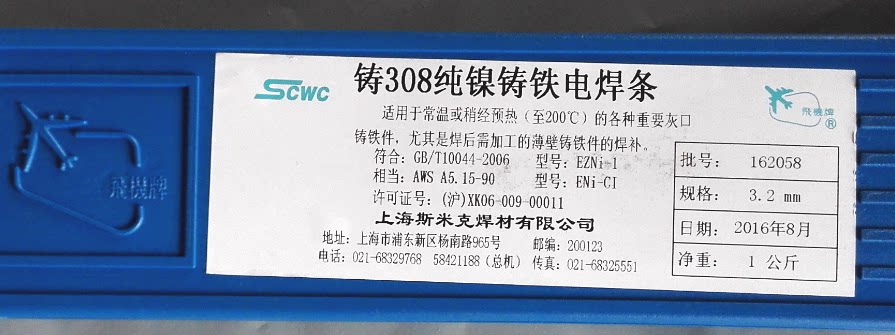 飛機牌
SCWC
铸308纯镍铸铁电焊条
适用于常温或稍经预热(至200℃)的各种重要灰口
铸铁件,尤其是焊后需加工的薄壁铸铁件的焊补。
符合:GB/T10044-2006 型号:EZNi-1
相当:AWS A5.15-90 型号:ENi-CI
许可证号:(沪)XK06-009-00011
上海斯米克焊材有限公司
地址:上海市浦东新区杨南路965号 邮编:200123
电话:021-68329768 58421188(总机) 传真:021-68325551
飛機牌
®
批号: 162058
规格: 3.2 mm
日期: 2016年8月
净重: 1 公斤